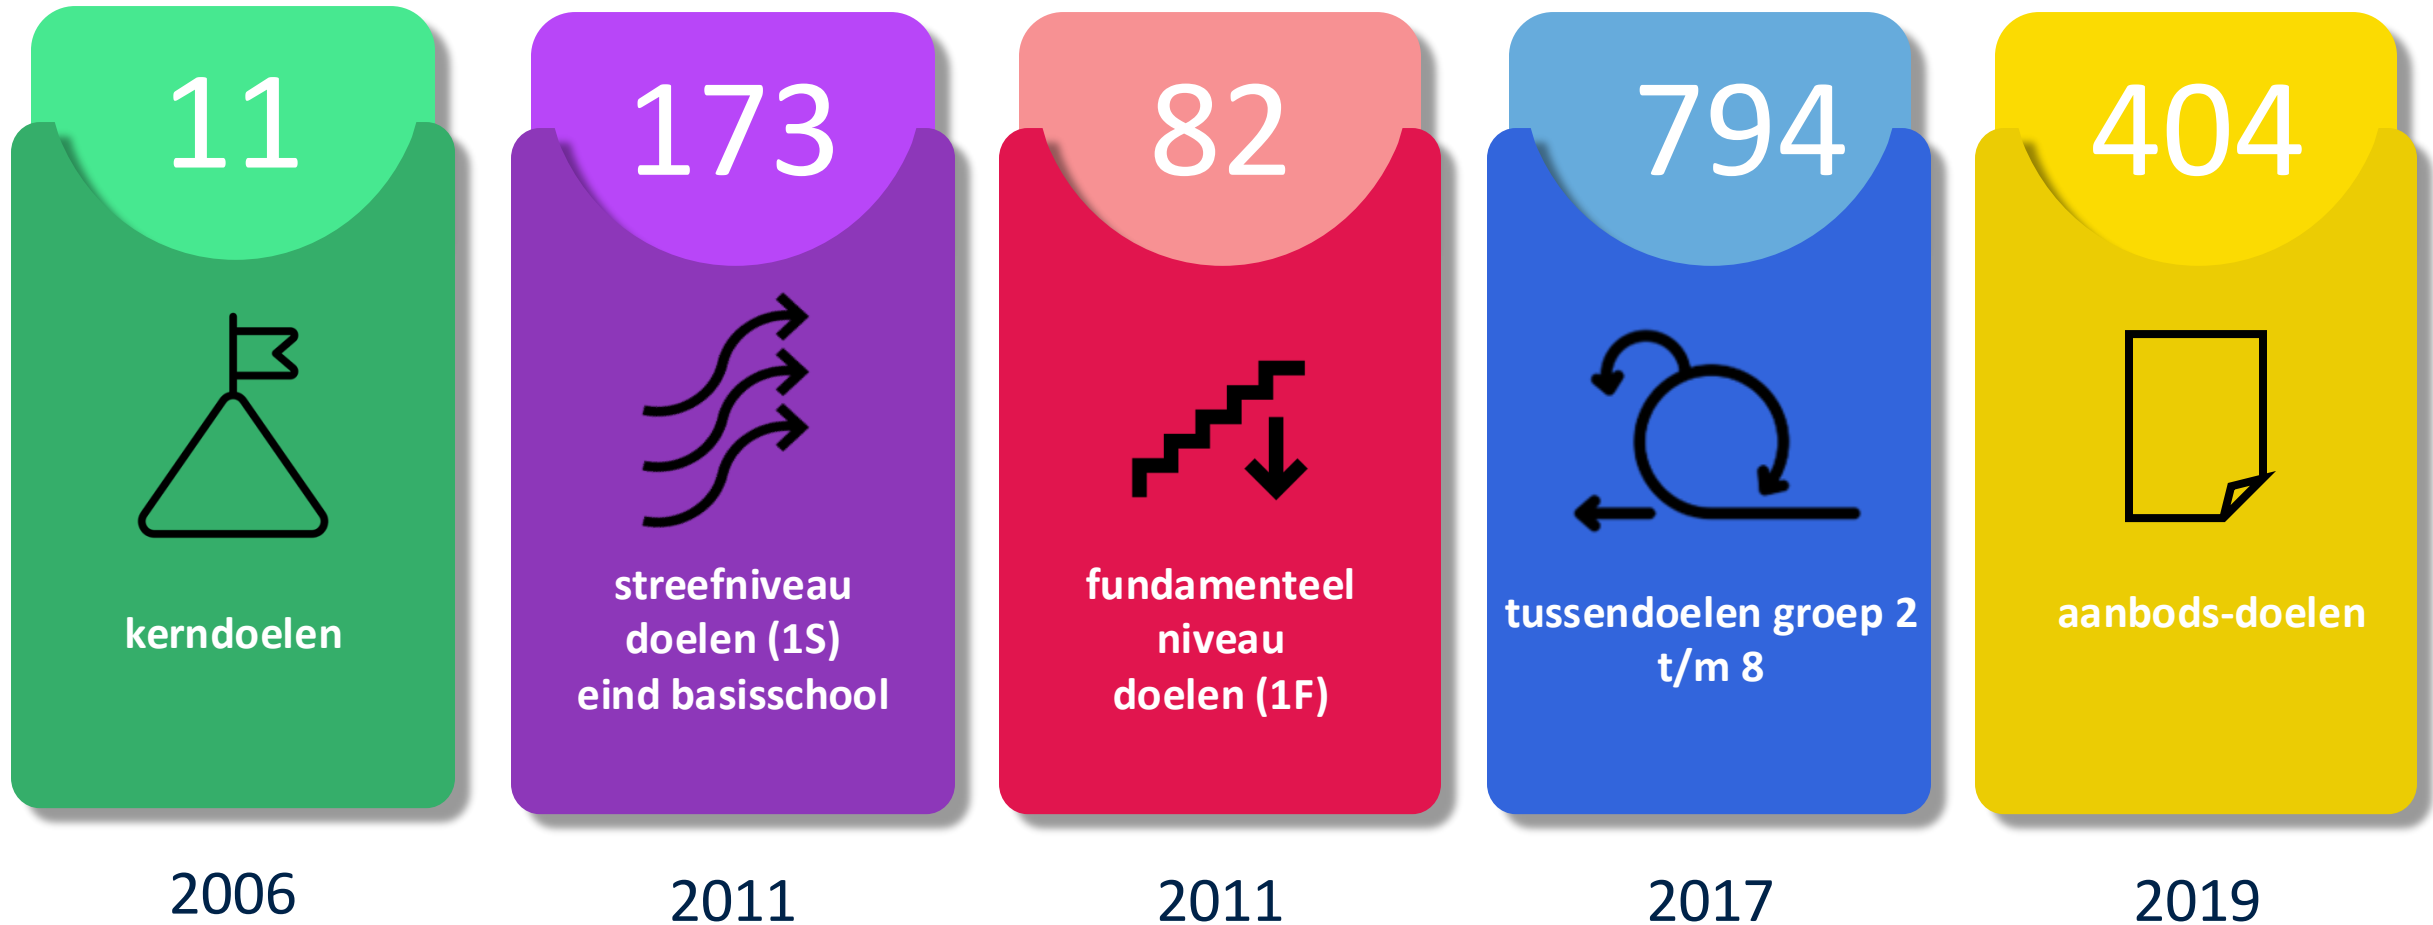 11
kerndoelen
2006
173
streefniveau
doelen (1S)
eind basisschool
2011
82
fundamenteel
niveau
doelen (1F)
2011
794
tussendoelen groep 2
t/m 8
2017
404
aanbods-doelen
2019